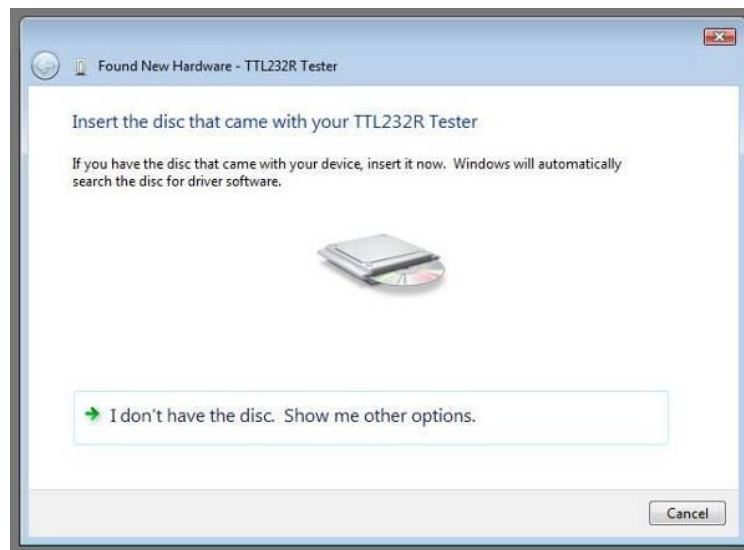 Found New Hardware - TTL232R Tester
Insert the disc that came with your TTL232R Tester
If you have the disc that came with your device, insert it now.  Windows will automatically
search the disc for driver software.
I don't have the disc.  Show me other options.
Cancel